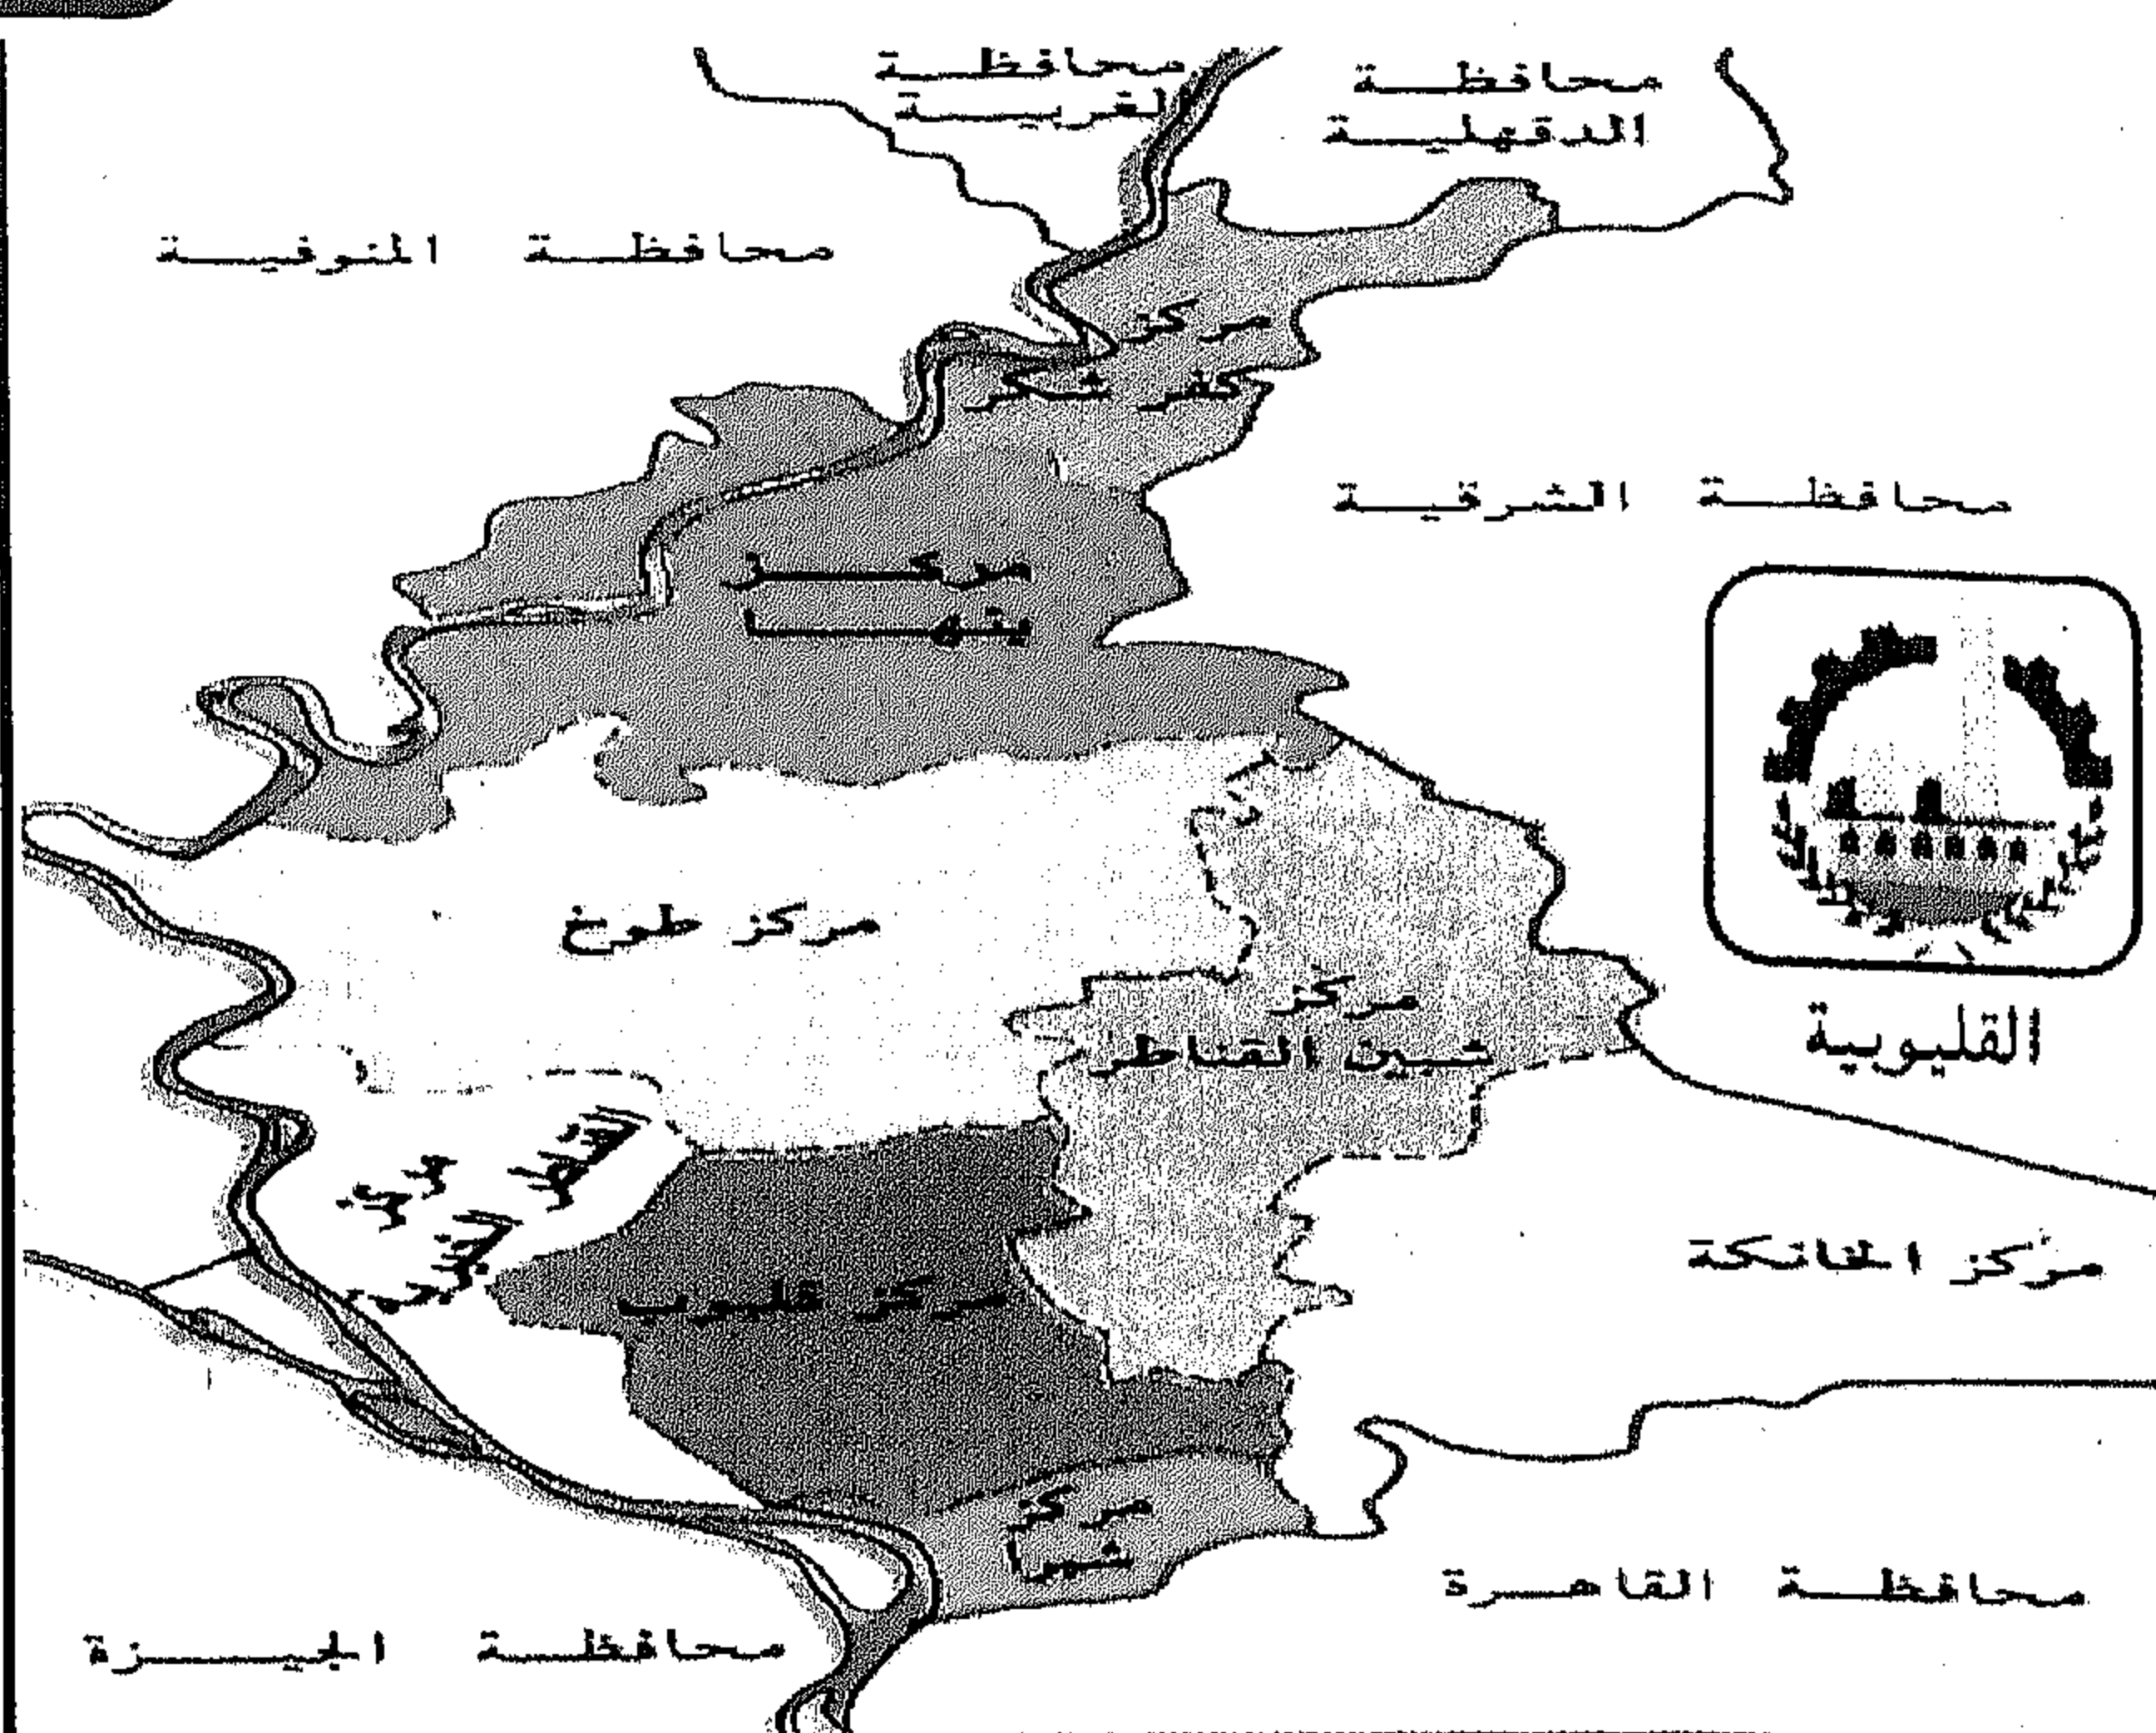 محافظة
الغربية
محافظة
الدقهلية
محافظة المنوفية
مركز
كفر شكر
محافظة الشرقية
مركز
بنها
مركز طوخ
مركز
شبين القناطر
القليوبية
مركز
القناطر
الخيرية
مركز الخانكة
مركز قليوب
مركز
شبرا
محافظة القاهرة
محافظة الجيزة